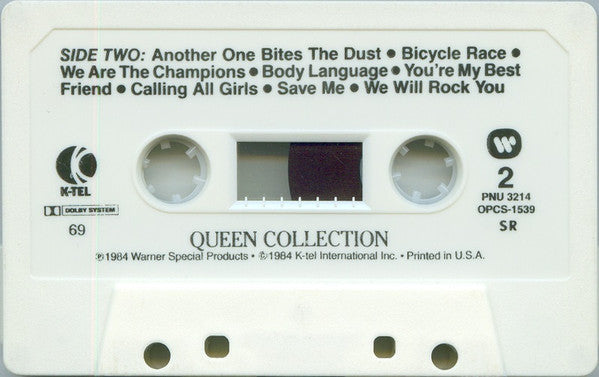 SIDE TWO: Another One Bites The Dust • Bicycle Race •
We Are The Champions • Body Language • You're My Best
Friend • Calling All Girls • Save Me • We Will Rock You
K-TEL
DOLBY SYSTEM
69
2
PNU 3214
OPCS-1539
SR
QUEEN COLLECTION
℗1984 Warner Special Products • ©1984 K-tel International Inc. • Printed in U.S.A.